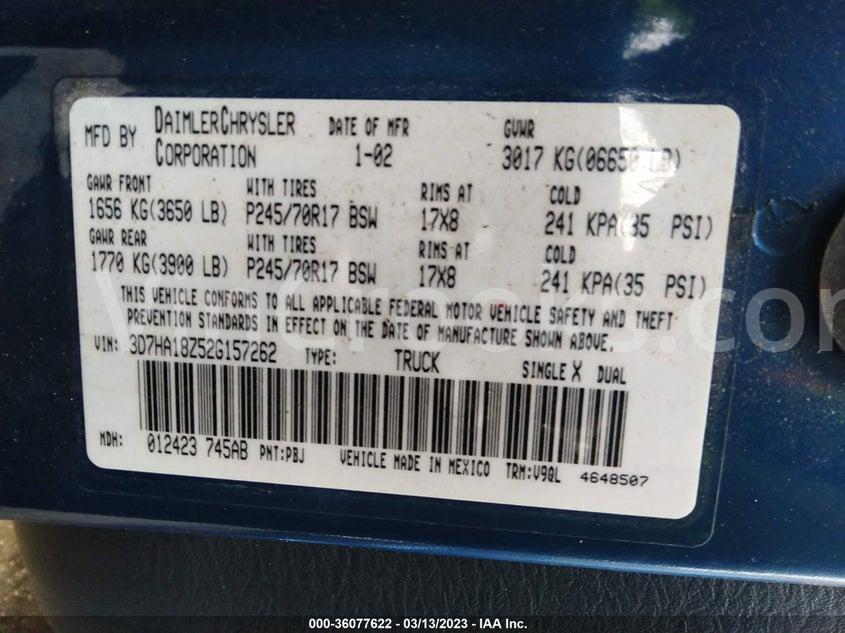 MFD BY DAIMLERCHRYSLER CORPORATION DATE OF MFR 1-02 GVWR 3017 KG(06650 LB)
GAWR FRONT WITH TIRES RIMS AT COLD
1656 KG(3650 LB) P245/70R17 BSW 17X8 241 KPA(35 PSI)
GAWR REAR WITH TIRES RIMS AT COLD
1770 KG(3900 LB) P245/70R17 BSW 17X8 241 KPA(35 PSI)
THIS VEHICLE CONFORMS TO ALL APPLICABLE FEDERAL MOTOR VEHICLE SAFETY AND THEFT
PREVENTION STANDARDS IN EFFECT ON THE DATE OF MANUFACTURE SHOWN ABOVE.
VIN: 3D7HA18Z52G157262 TYPE: TRUCK SINGLE X DUAL
MDH: 012423 745AB PNT:PBJ VEHICLE MADE IN MEXICO TRM:V9QL 4648507
000-36077622 - 03/13/2023 - IAA Inc.